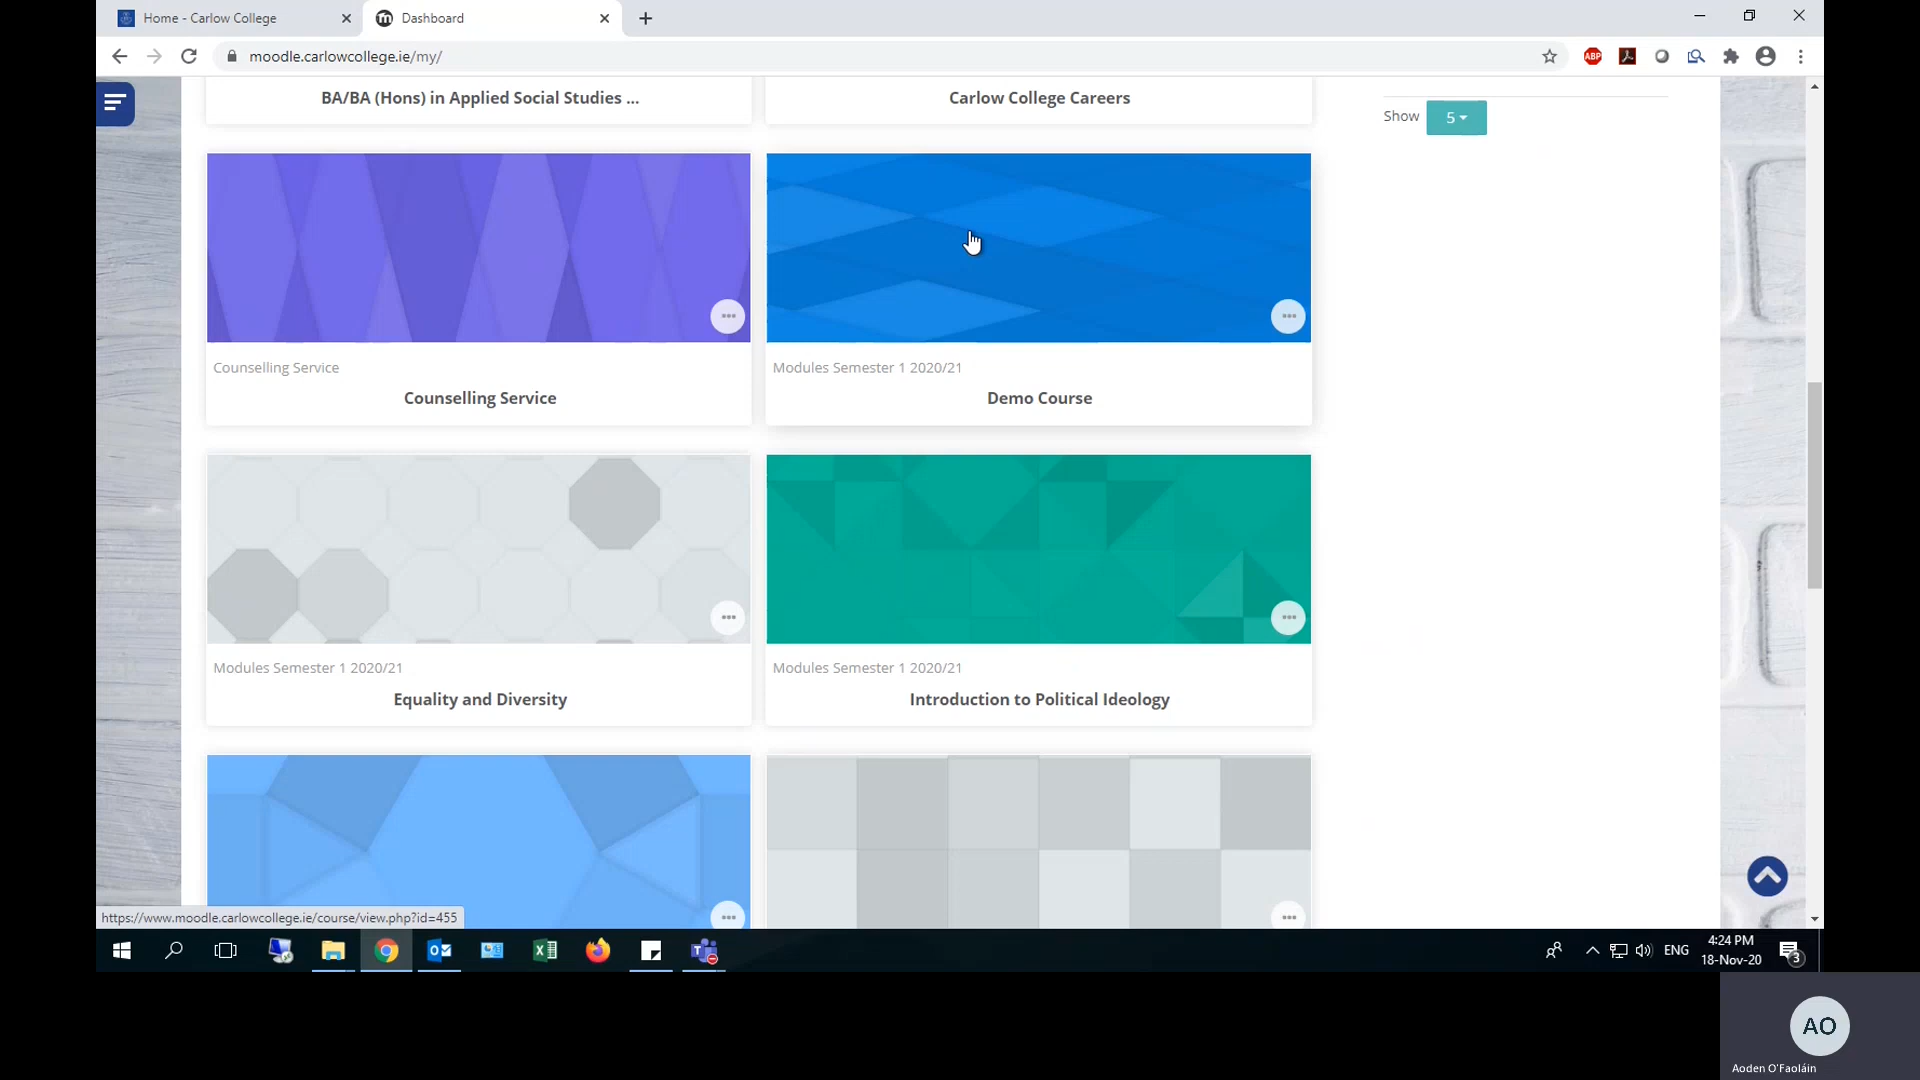 Home - Carlow College
Dashboard
moodle.carlowcollege.ie/my/
ABP
BA/BA (Hons) in Applied Social Studies ...
Carlow College Careers
Show
5
Counselling Service
Counselling Service
Modules Semester 1 2020/21
Demo Course
Modules Semester 1 2020/21
Equality and Diversity
Modules Semester 1 2020/21
Introduction to Political Ideology
https://www.moodle.carlowcollege.ie/course/view.php?id=455
ENG
4:24 PM
18-Nov-20
3
AO
Aoden O'Faoláin